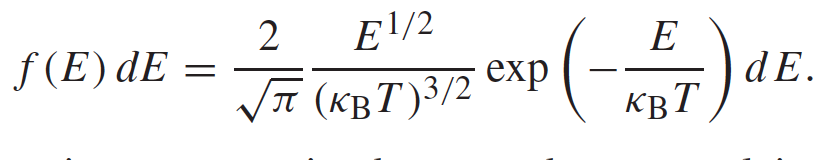 f(E) dE = \frac{2}{\sqrt{\pi}} \frac{E^{1/2}}{(\kappa_B T)^{3/2}} \exp\left(-\frac{E}{\kappa_B T}\right) dE.